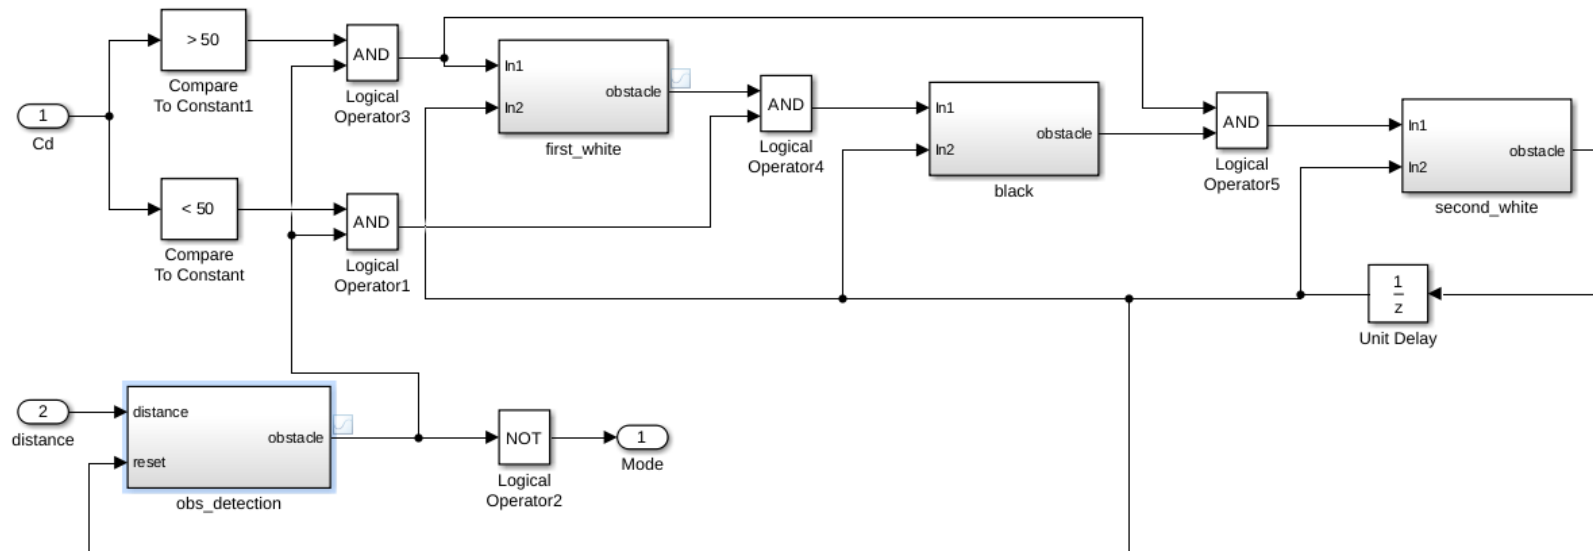 > 50
Compare
To Constant1
AND
Logical
Operator3
In1
In2
obstacle
first_white
AND
Logical
Operator4
In1
In2
obstacle
black
AND
Logical
Operator5
In1
In2
obstacle
second_white
1
Cd
< 50
Compare
To Constant
AND
Logical
Operator1
1
z
Unit Delay
2
distance
distance
reset
obstacle
obs_detection
NOT
Logical
Operator2
1
Mode